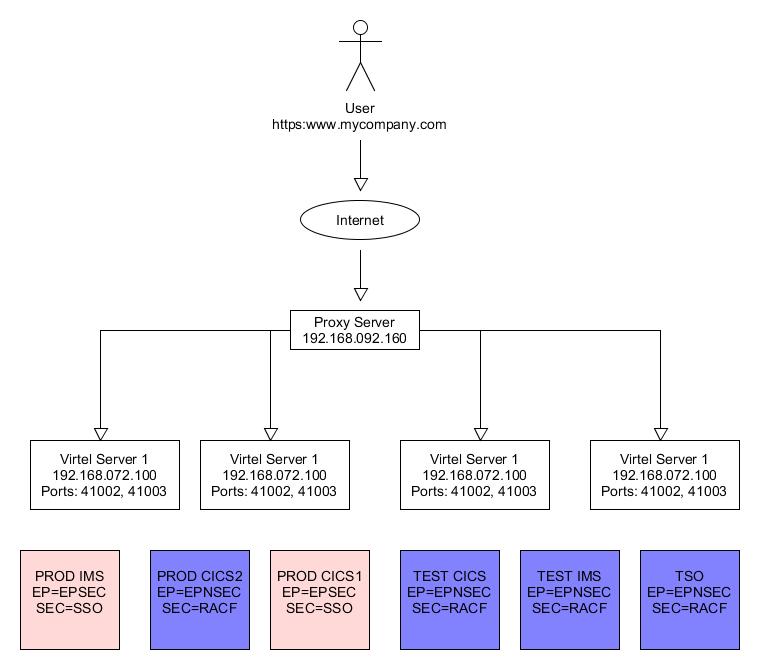 User
https:www.mycompany.com
Internet
Proxy Server
192.168.092.160
Virtel Server 1
192.168.072.100
Ports: 41002, 41003
Virtel Server 1
192.168.072.100
Ports: 41002, 41003
Virtel Server 1
192.168.072.100
Ports: 41002, 41003
Virtel Server 1
192.168.072.100
Ports: 41002, 41003
PROD IMS
EP=EPSEC
SEC=SSO
PROD CICS2
EP=EPNSEC
SEC=RACF
PROD CICS1
EP=EPSEC
SEC=SSO
TEST CICS
EP=EPNSEC
SEC=RACF
TEST IMS
EP=EPNSEC
SEC=RACF
TSO
EP=EPNSEC
SEC=RACF